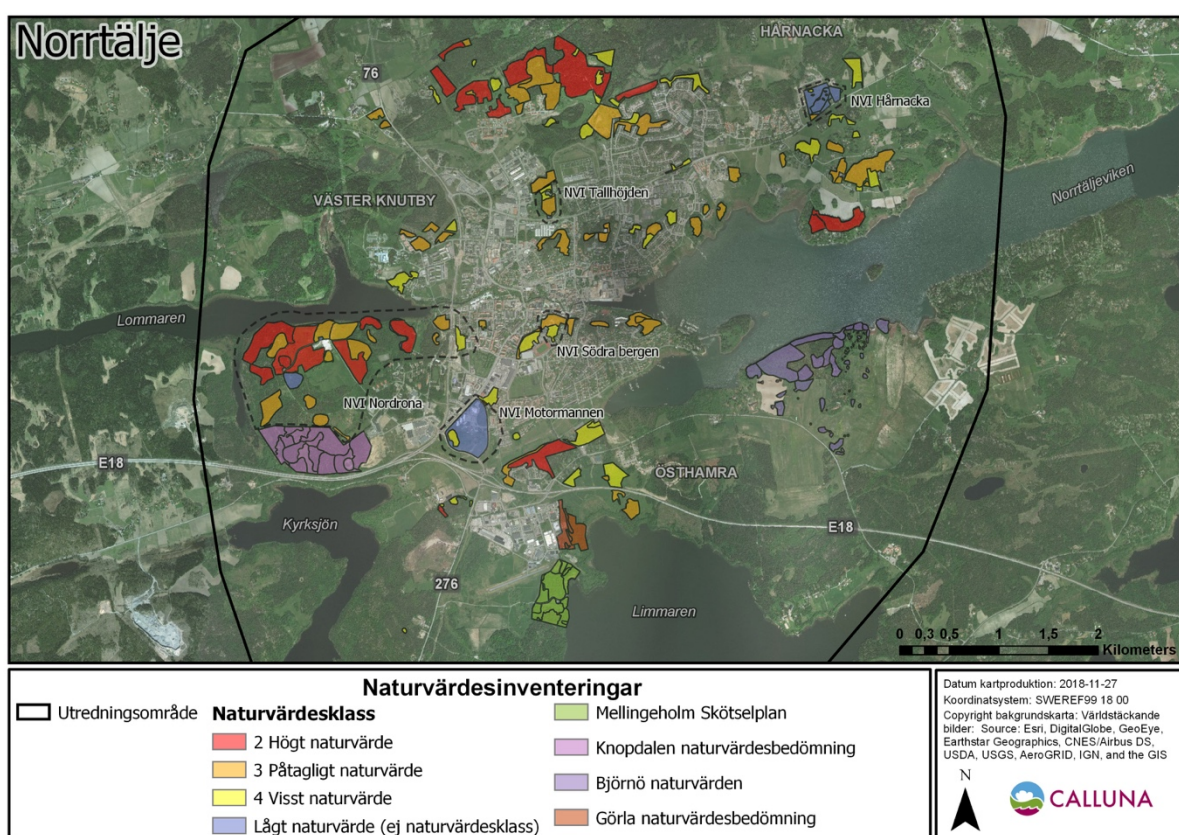 Norrtälje
HÅRNACKA
76
NVI Hårnacka
NVI Tallhöjden
VÄSTER KNUTBY
Norrtäljeviken
Lommaren
NVI Södra bergen
NVI Nordrona
NVI Motormannen
E18
ÖSTHAMRA
Kyrksjön
E18
276
Limmaren
0 0,3 0,5 1 1,5 2
Kilometers
Naturvärdesinventeringar
Utredningsområde
Naturvärdesklass
2 Högt naturvärde
3 Påtagligt naturvärde
4 Visst naturvärde
Lågt naturvärde (ej naturvärdesklass)
Mellingeholm Skötselplan
Knopdalen naturvärdesbedömning
Björnö naturvärden
Görla naturvärdesbedömning
Datum kartproduktion: 2018-11-27
Koordinatsystem: SWEREF99 18 00
Copyright bakgrundskarta: Världstäckande
bilder: Source: Esri, DigitalGlobe, GeoEye,
Earthstar Geographics, CNES/Airbus DS,
USDA, USGS, AeroGRID, IGN, and the GIS
N
CALLUNA